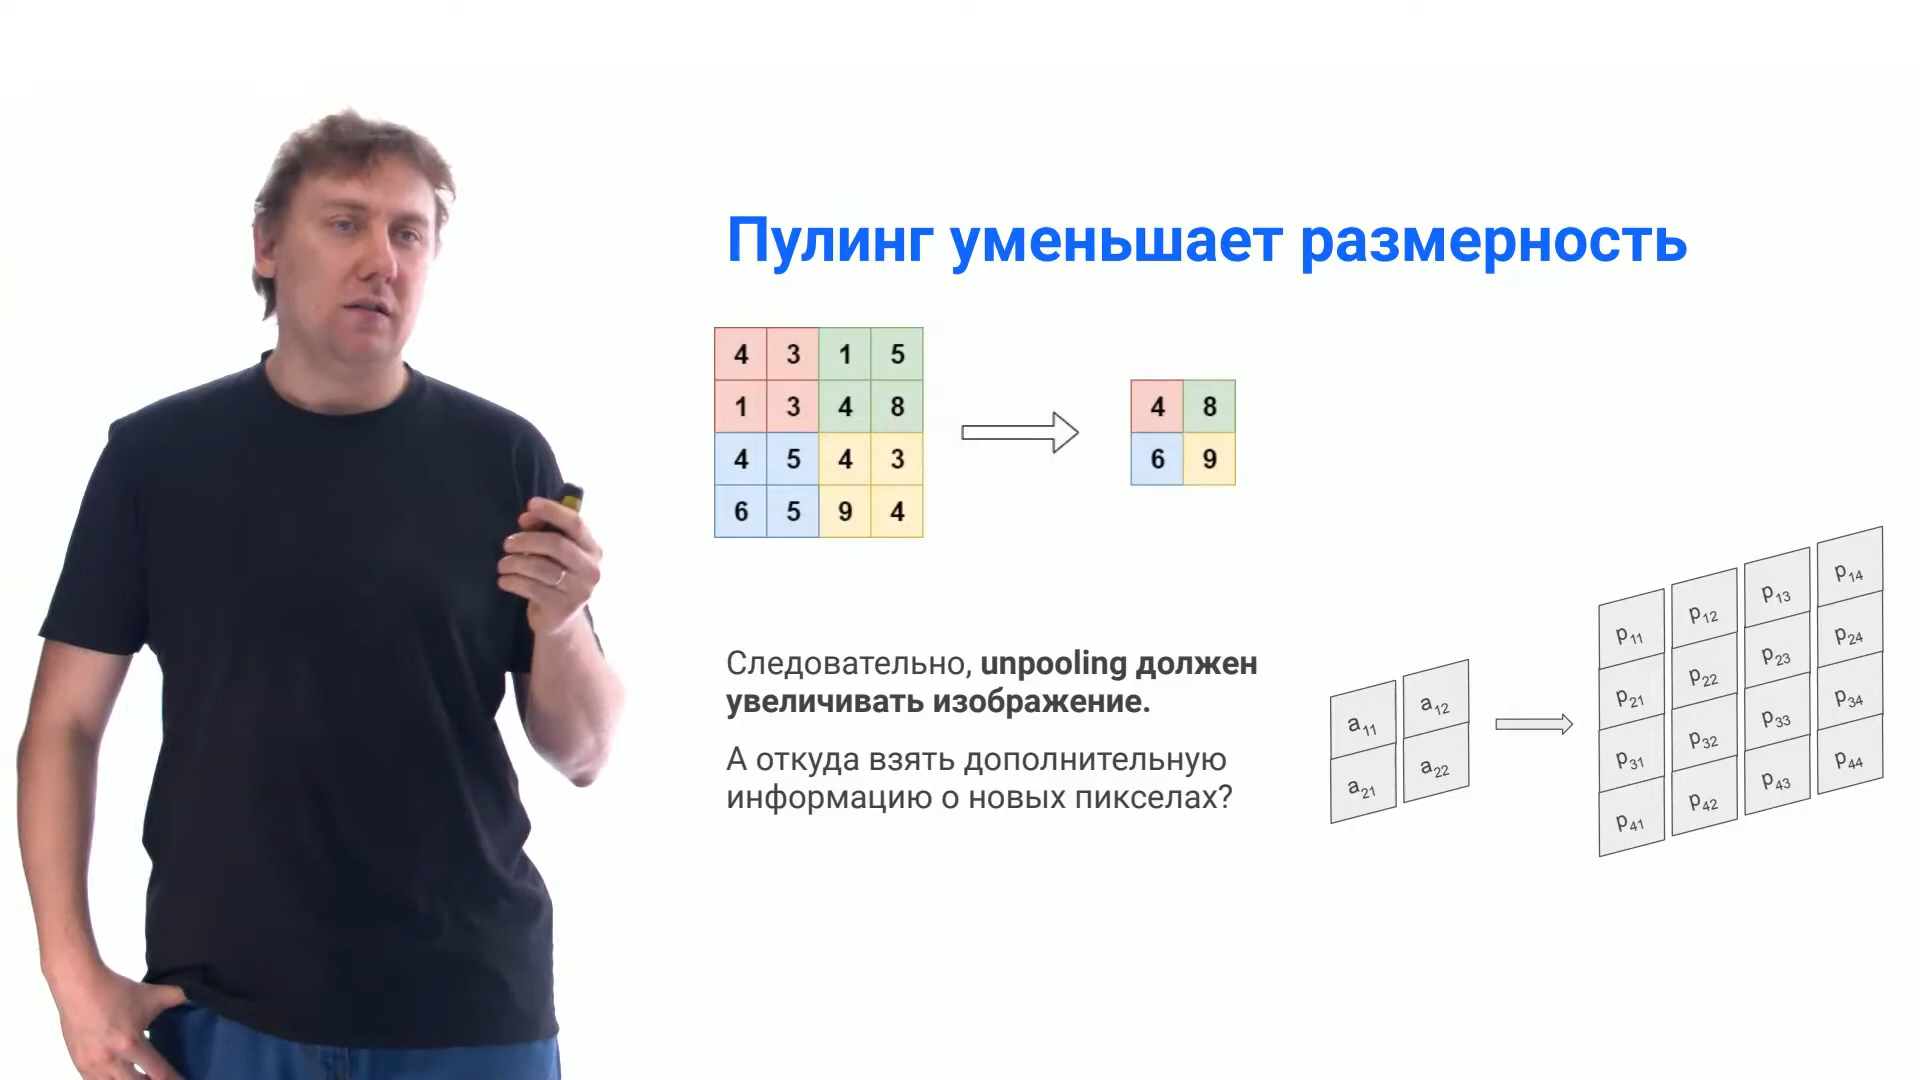 Пулинг уменьшает размерность
4 3 1 5
1 3 4 8
4 5 4 3
6 5 9 4
4 8
6 9
Следовательно, unpooling должен
увеличивать изображение.
А откуда взять дополнительную
информацию о новых пикселах?
a11 a12
a21 a22
p11 p12 p13 p14
p21 p22 p23 p24
p31 p32 p33 p34
p41 p42 p43 p44